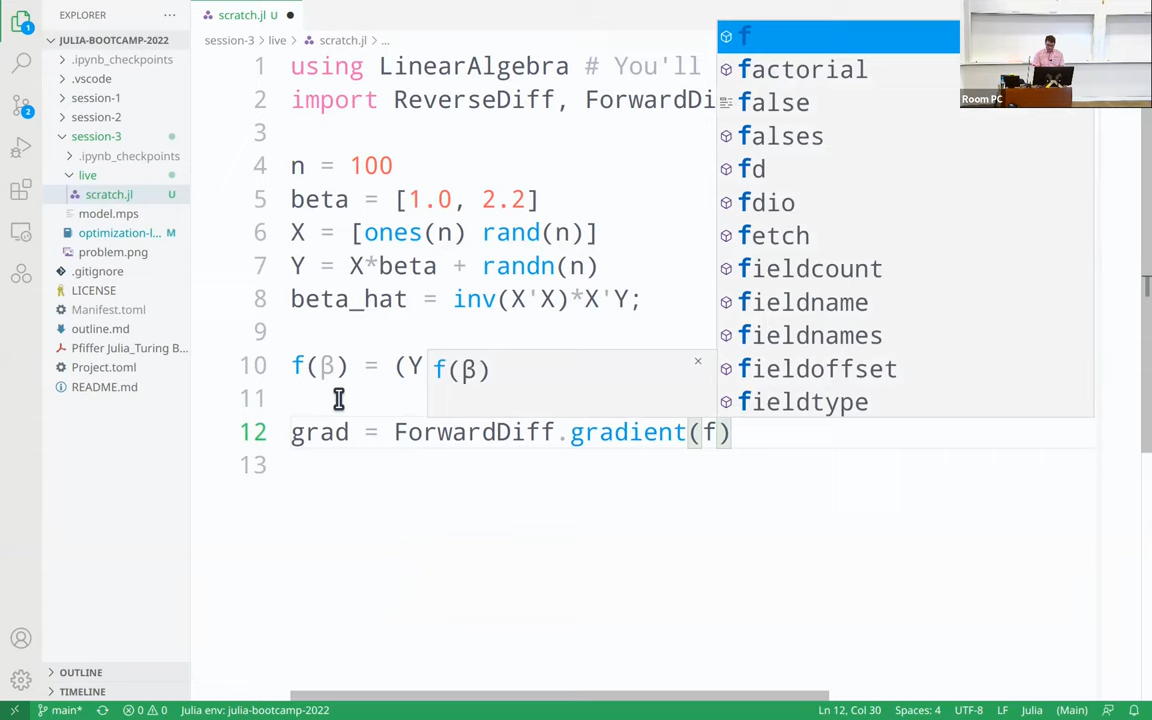 EXPLORER
JULIA-BOOTCAMP-2022
.ipynb_checkpoints
.vscode
session-1
session-2
session-3
.ipynb_checkpoints
live
scratch.jl U
model.mps
optimization-l... M
problem.png
.gitignore
LICENSE
Manifest.toml
outline.md
Pfiffer Julia_Turing B...
Project.toml
README.md
OUTLINE
TIMELINE
1
2
scratch.jl U
session-3 > live > scratch.jl > ...
1 using LinearAlgebra # You'll
2 import ReverseDiff, ForwardDi
3
4 n = 100
5 beta = [1.0, 2.2]
6 X = [ones(n) rand(n)]
7 Y = X*beta + randn(n)
8 beta_hat = inv(X'X)*X'Y;
9
10 f(β) = (Y
11
12 grad = ForwardDiff.gradient(f)
13
f(β)
f
factorial
false
falses
fd
fdio
fetch
fieldcount
fieldname
fieldnames
fieldoffset
fieldtype
Room PC
main* 0 0 Julia env: julia-bootcamp-2022 Ln 12, Col 30 Spaces: 4 UTF-8 LF Julia (Main)